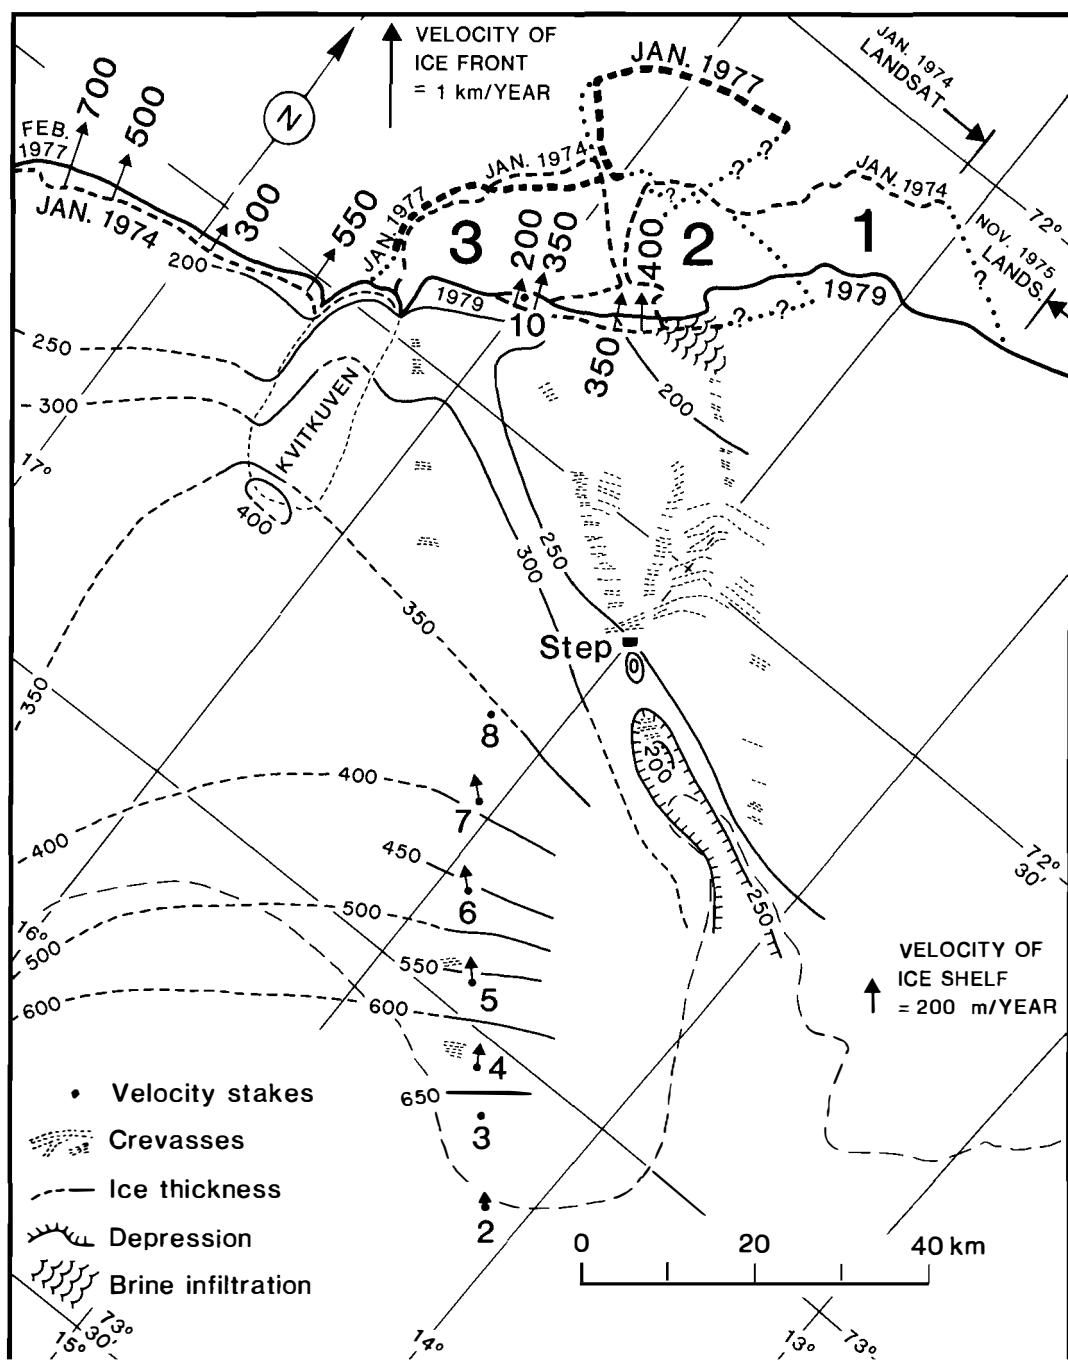 VELOCITY OF
ICE FRONT
= 1 km/YEAR
JAN. 1977
JAN. 1974
LANDSAT
700
500
FEB.
1977
N
JAN. 1974
JAN. 1974
JAN. 1974
300
550
JAN. 1977
3
200
350
400
2
1
?
?
?
72°
NOV. 1975
LANDS.
?
200
1979
10
1979
?
?
350
250
200
300
KVITKUVEN
17°
400
250
300
350
Step
0
350
8
200
400
7
400
450
72°
30'
6
250
500
16°
500
550
5
VELOCITY OF
ICE SHELF
= 200 m/YEAR
600
600
4
Velocity stakes
650
3
Crevasses
Ice thickness
2
Depression
0 20 40 km
Brine infiltration
73°
30'
15°
14°
13°
73°